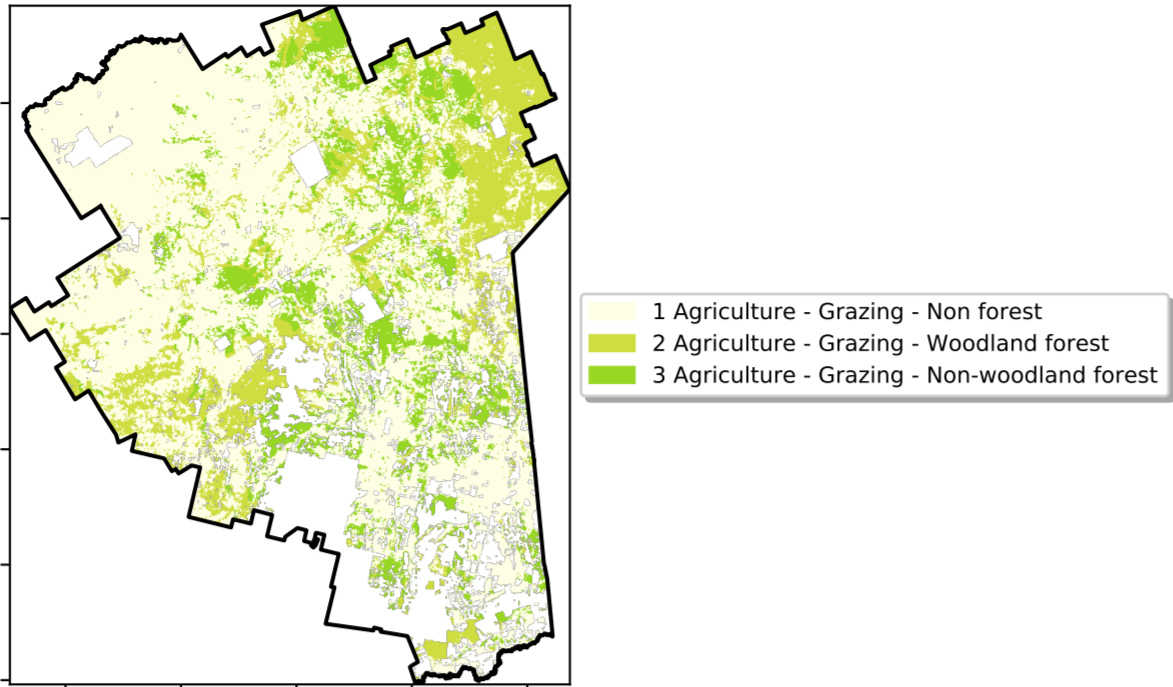 1 Agriculture - Grazing - Non forest
2 Agriculture - Grazing - Woodland forest
3 Agriculture - Grazing - Non-woodland forest